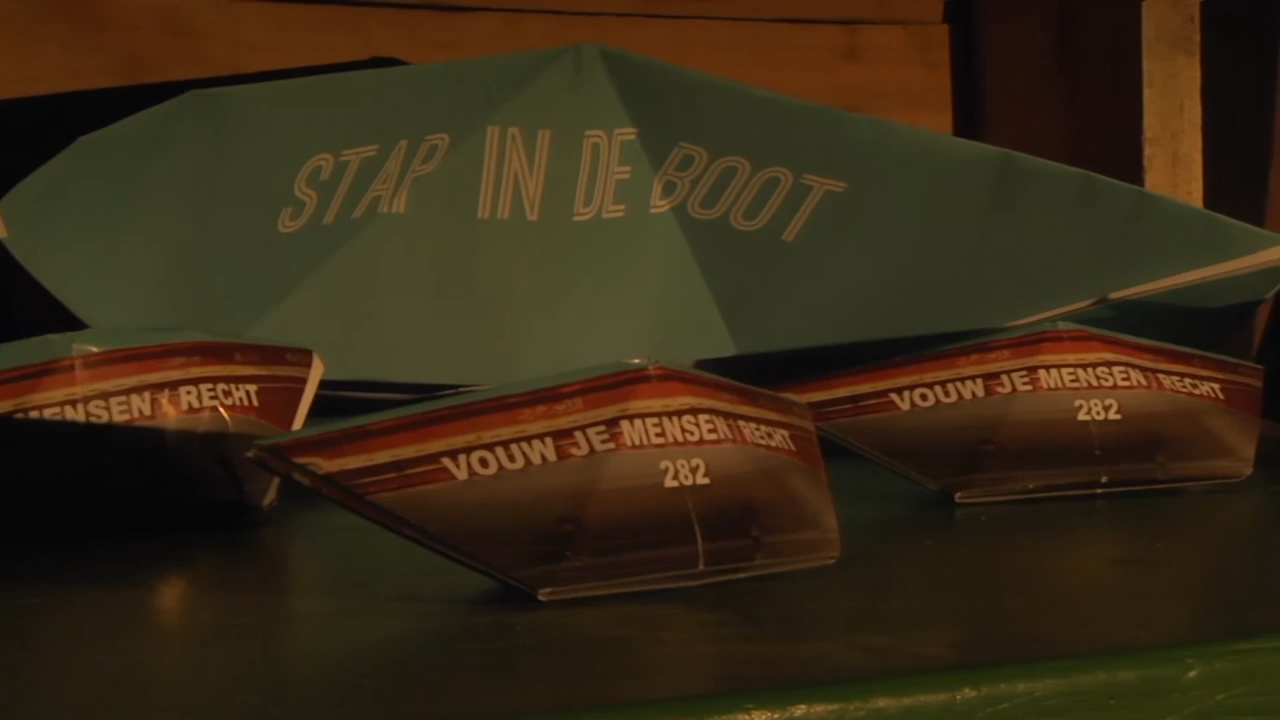 STAP IN DE BOOT
MENSEN / RECHT
VOUW JE MENSEN / RECHT
282
VOUW JE MENSEN / RECHT
282